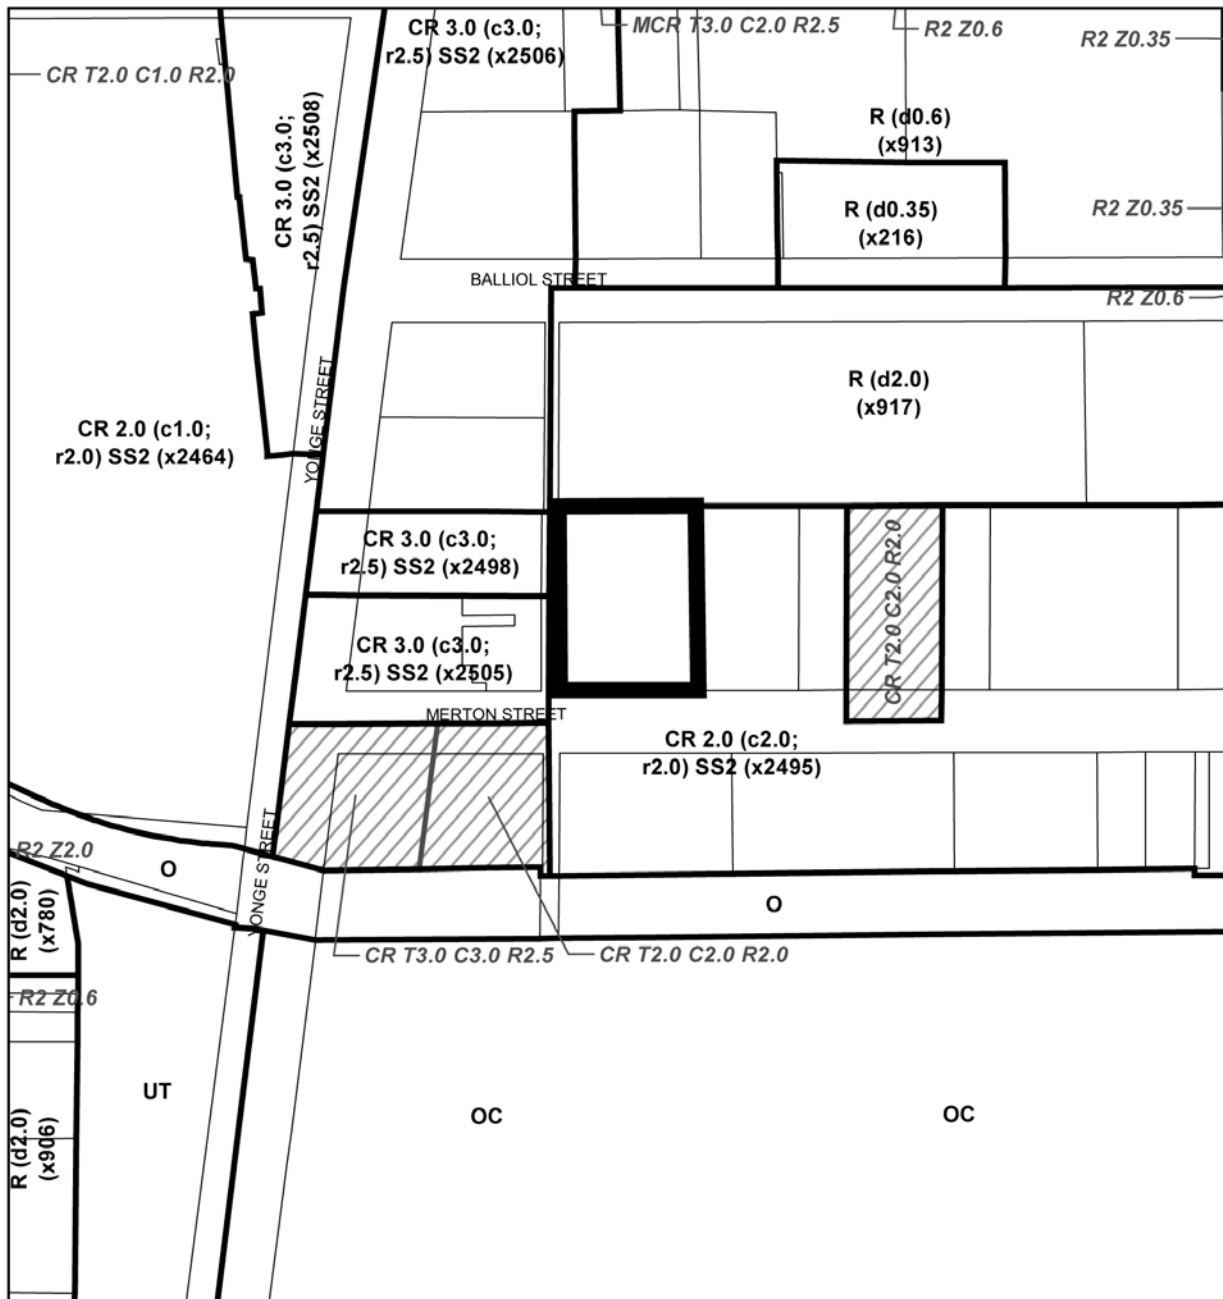 CR 3.0 (c3.0;
r2.5) SS2 (x2506)
MCR T3.0 C2.0 R2.5
R2 Z0.6
R2 Z0.35
CR T2.0 C1.0 R2.0
CR 3.0 (c3.0;
r2.5) SS2 (x2508)
R (d0.6)
(x913)
R (d0.35)
(x216)
R2 Z0.35
BALLIOL STREET
R2 Z0.6
R (d2.0)
(x917)
YONGE STREET
CR 2.0 (c1.0;
r2.0) SS2 (x2464)
CR 3.0 (c3.0;
r2.5) SS2 (x2498)
CR T2.0 C2.0 R2.0
CR 3.0 (c3.0;
r2.5) SS2 (x2505)
MERTON STREET
CR 2.0 (c2.0;
r2.0) SS2 (x2495)
R2 Z2.0
O
YONGE STREET
R (d2.0)
(x780)
O
CR T3.0 C3.0 R2.5
CR T2.0 C2.0 R2.0
R2 Z0.6
UT
OC
OC
R (d2.0)
(x906)